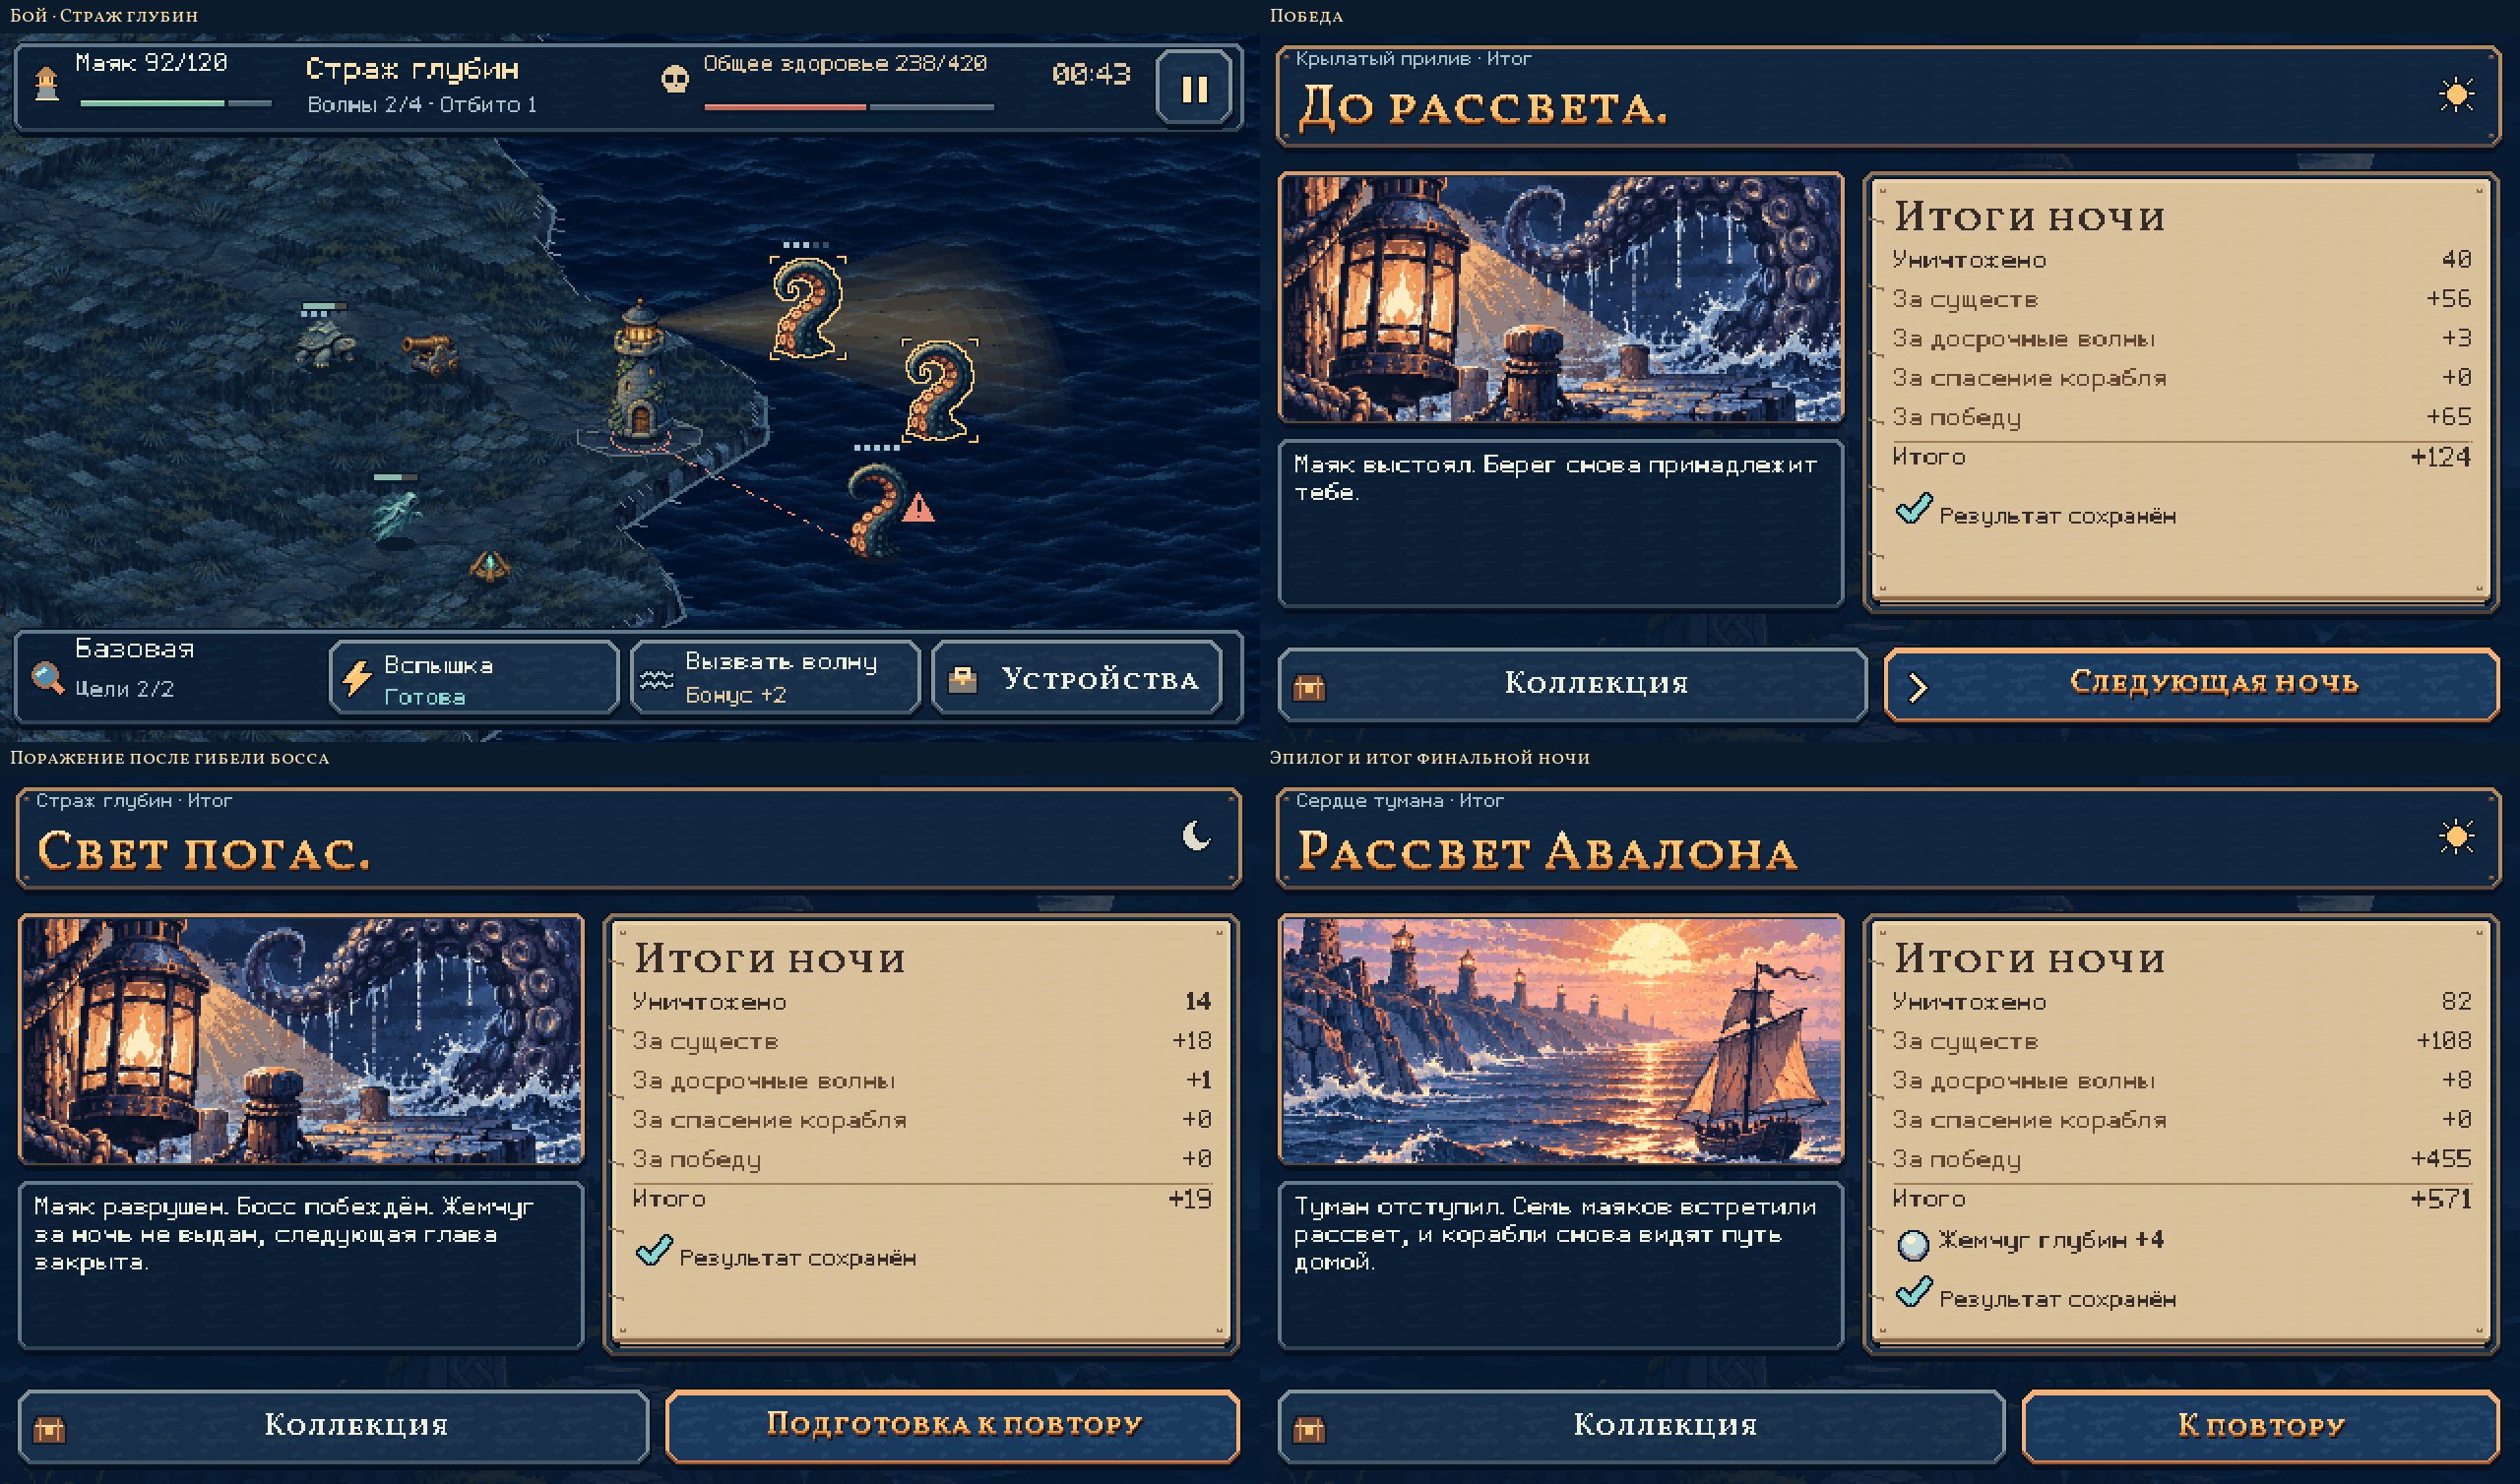 Бой · Страж глубин
Маяк 92/120
Страж глубин
Волны 2/4 · Отбито 1
Общее здоровье 238/420
00:43
Базовая
Цели 2/2
Вспышка
Готова
Вызвать волну
Бонус +2
Устройства
Победа
Крылатый прилив · Итог
До рассвета.
Маяк выстоял. Берег снова принадлежит
тебе.
Итоги ночи
Уничтожено 40
За существ +56
За досрочные волны +3
За спасение корабля +0
За победу +65
Итого +124
Результат сохранён
Коллекция
Следующая ночь
Поражение после гибели босса
Страж глубин · Итог
Свет погас.
Маяк разрушен. Босс побеждён. Жемчуг
за ночь не выдан, следующая глава
закрыта.
Итоги ночи
Уничтожено 14
За существ +18
За досрочные волны +1
За спасение корабля +0
За победу +0
Итого +19
Результат сохранён
Коллекция
Подготовка к повтору
Эпилог и итог финальной ночи
Сердце тумана · Итог
Рассвет Авалона
Туман отступил. Семь маяков встретили
рассвет, и корабли снова видят путь
домой.
Итоги ночи
Уничтожено 82
За существ +108
За досрочные волны +8
За спасение корабля +0
За победу +455
Итого +571
Жемчуг глубин +4
Результат сохранён
Коллекция
К повтору